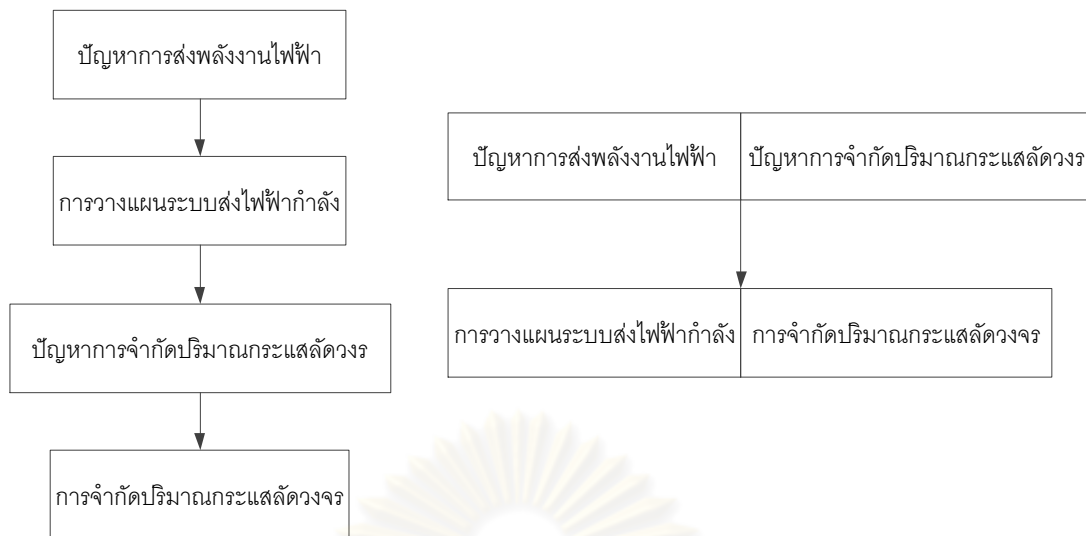 ปัญหาการส่งพลังงานไฟฟ้า
การวางแผนระบบส่งไฟฟ้ากำลัง
ปัญหาการจำกัดปริมาณกระแสลัดวงร
การจำกัดปริมาณกระแสลัดวงจร
ปัญหาการส่งพลังงานไฟฟ้า
ปัญหาการจำกัดปริมาณกระแสลัดวงร
การวางแผนระบบส่งไฟฟ้ากำลัง
การจำกัดปริมาณกระแสลัดวงจร